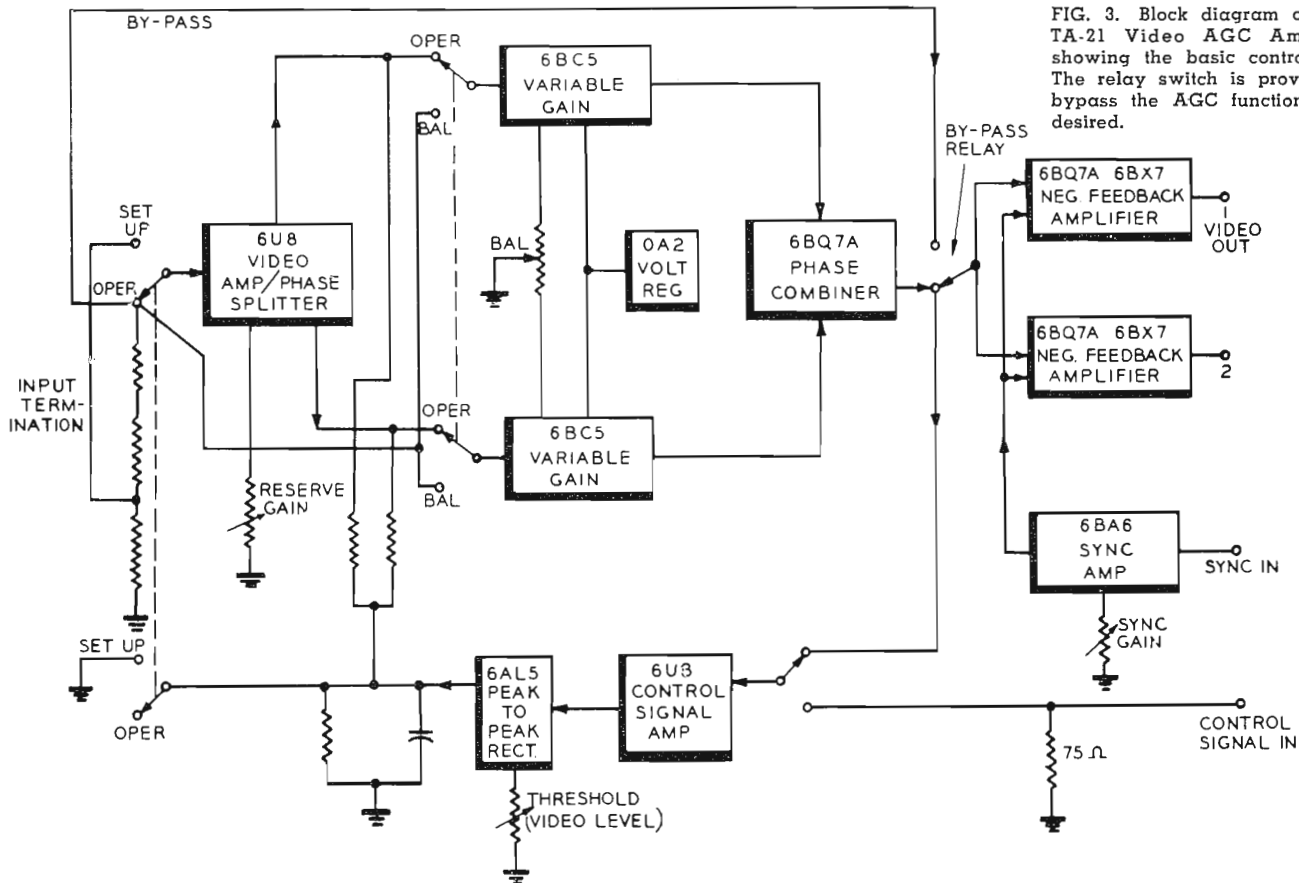 BY-PASS
FIG. 3. Block diagram o
TA-21 Video AGC Am
showing the basic contro
The relay switch is prov
bypass the AGC function
desired.
OPER
6BC5
VARIABLE
GAIN
BAL
BY-PASS
RELAY
SET
UP
OPER
6U8
VIDEO
AMP/PHASE
SPLITTER
BAL
0A2
VOLT
REG
6BQ7A
PHASE
COMBINER
6BQ7A 6BX7
NEG. FEEDBACK
AMPLIFIER
1
VIDEO
OUT
6BQ7A 6BX7
NEG. FEEDBACK
AMPLIFIER
2
INPUT
TERM-
INATION
OPER
6BC5
VARIABLE
GAIN
BAL
RESERVE
GAIN
6BA6
SYNC
AMP
SYNC IN
SYNC
GAIN
SET UP
OPER
6AL5
PEAK
TO
PEAK
RECT.
6U8
CONTROL
SIGNAL
AMP
CONTROL
SIGNAL IN
75 Ω
THRESHOLD
(VIDEO LEVEL)